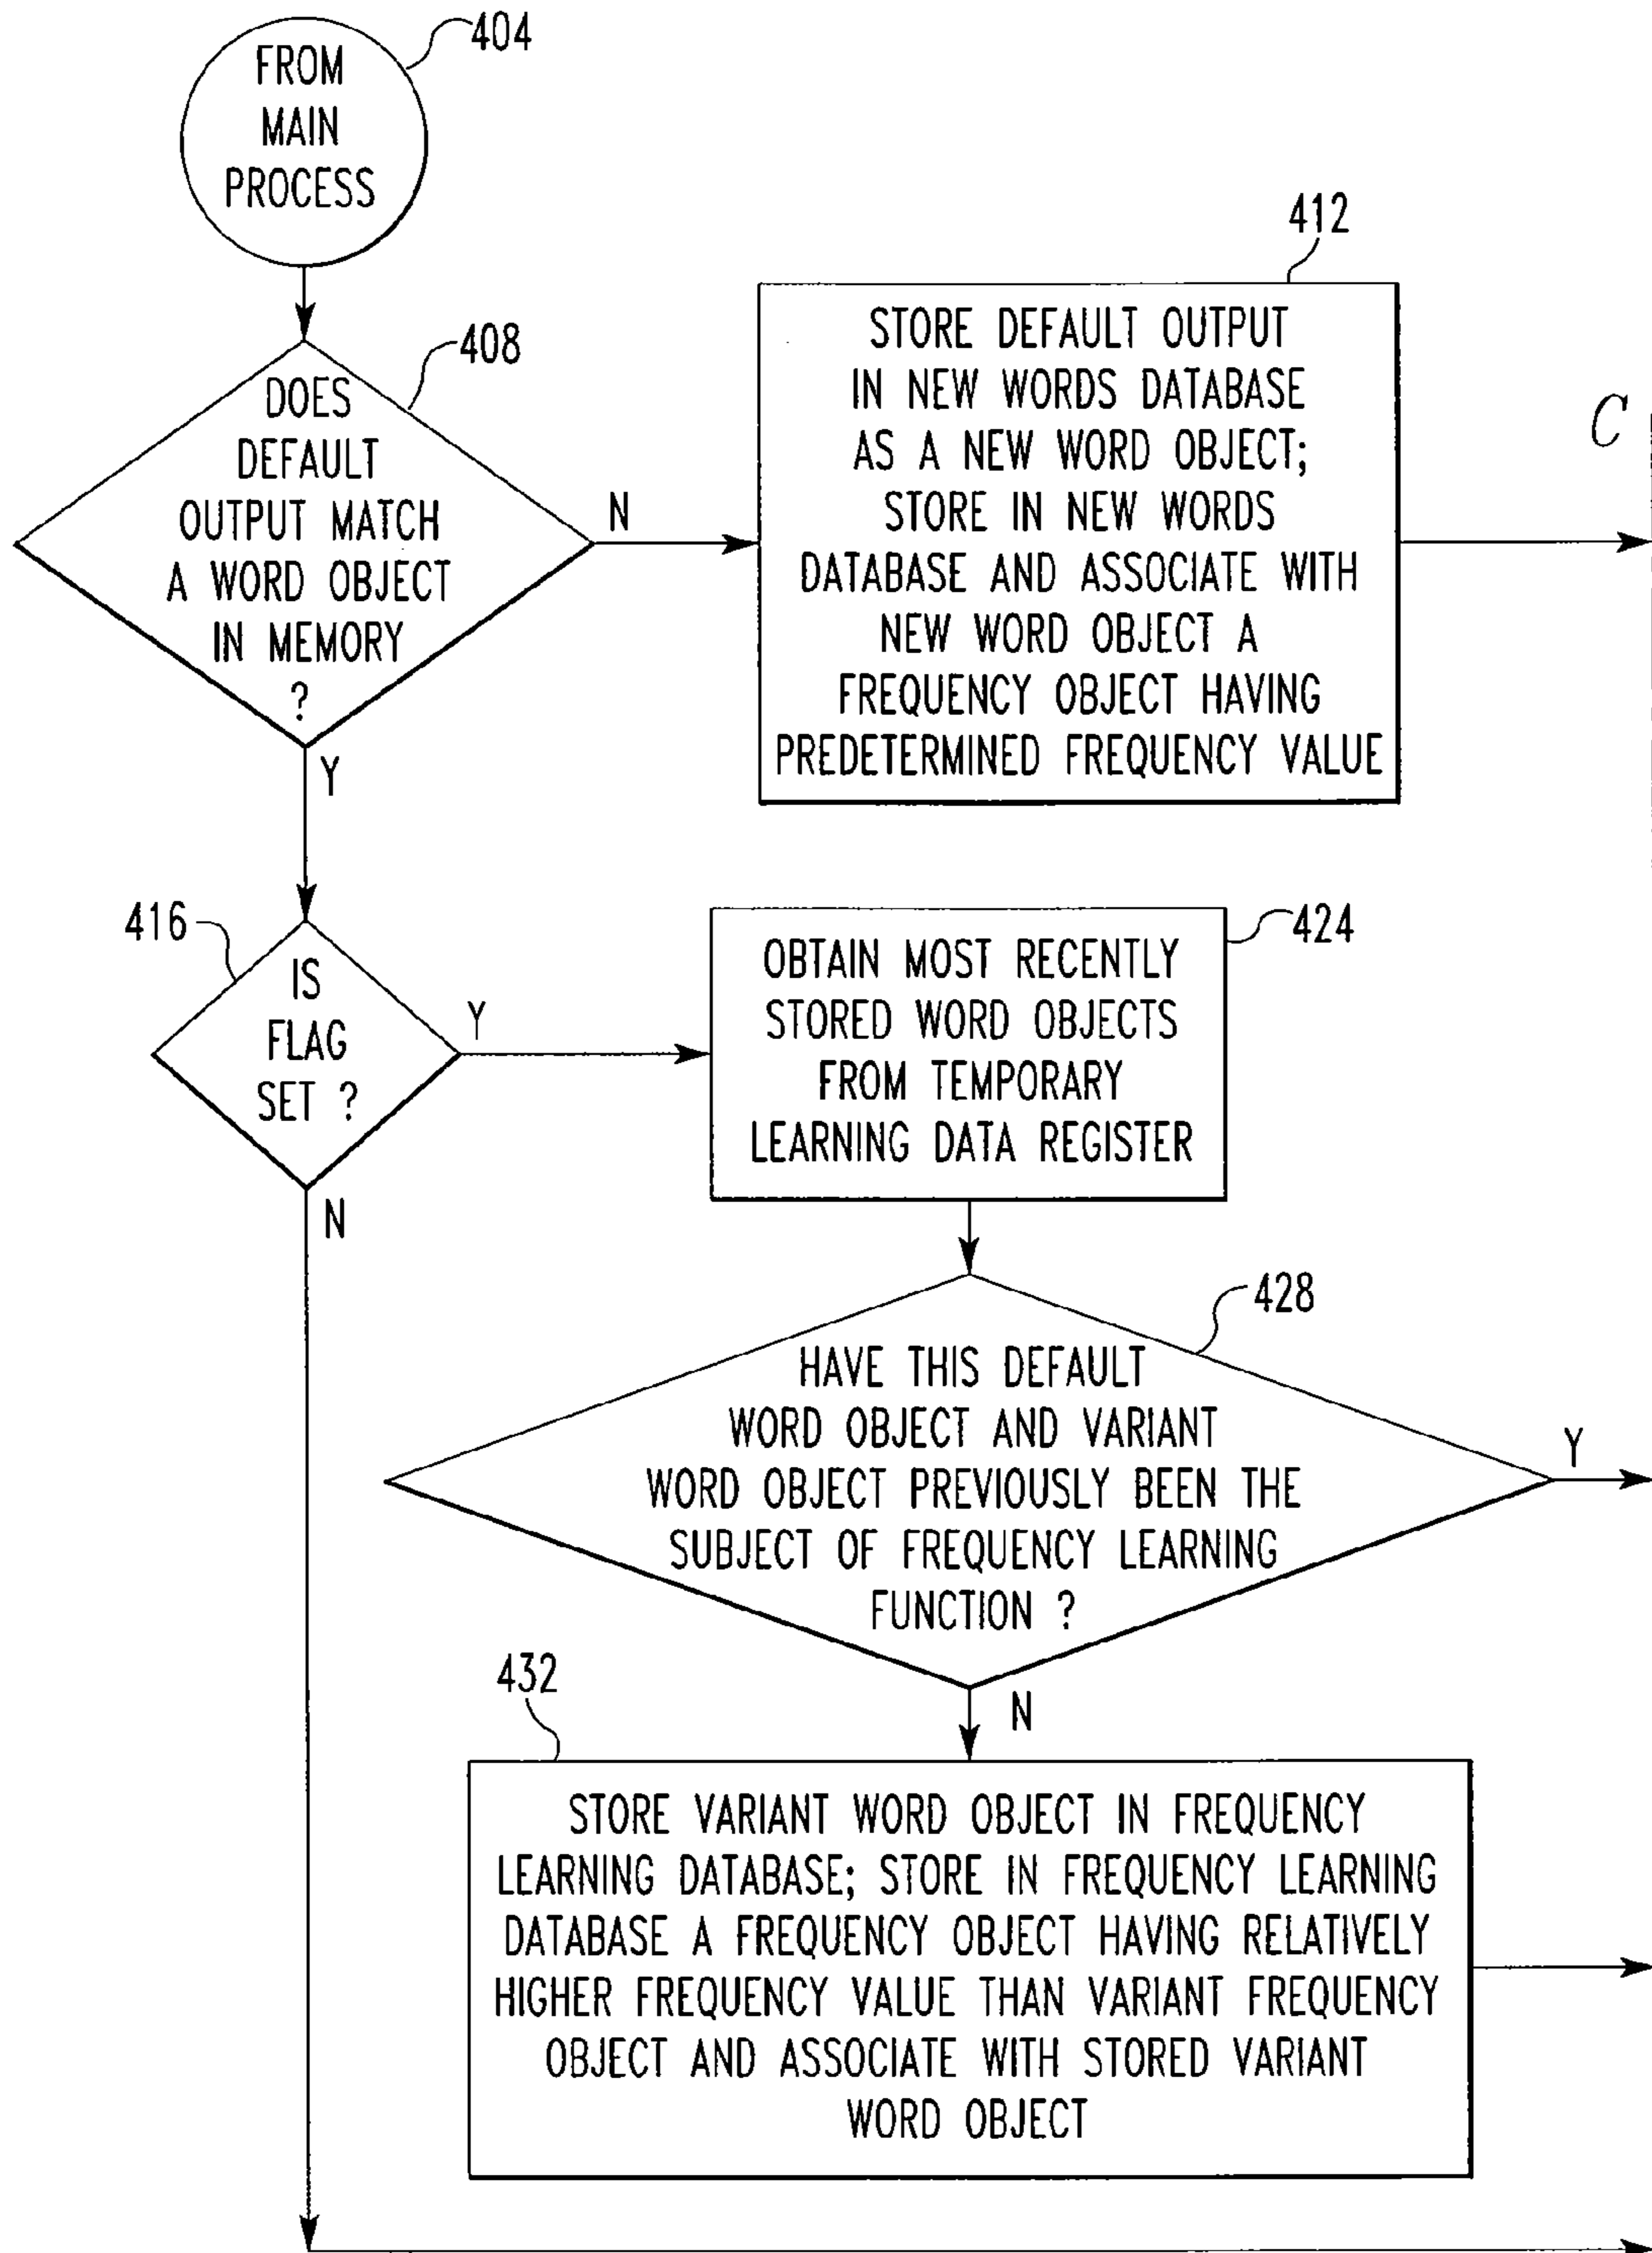 404
FROM
MAIN
PROCESS
408
DOES
DEFAULT
OUTPUT MATCH
A WORD OBJECT
IN MEMORY
?
N
Y
412
STORE DEFAULT OUTPUT
IN NEW WORDS DATABASE
AS A NEW WORD OBJECT;
STORE IN NEW WORDS
DATABASE AND ASSOCIATE WITH
NEW WORD OBJECT A
FREQUENCY OBJECT HAVING
PREDETERMINED FREQUENCY VALUE
C
416
IS
FLAG
SET ?
Y
N
424
OBTAIN MOST RECENTLY
STORED WORD OBJECTS
FROM TEMPORARY
LEARNING DATA REGISTER
428
HAVE THIS DEFAULT
WORD OBJECT AND VARIANT
WORD OBJECT PREVIOUSLY BEEN THE
SUBJECT OF FREQUENCY LEARNING
FUNCTION ?
Y
N
432
STORE VARIANT WORD OBJECT IN FREQUENCY
LEARNING DATABASE; STORE IN FREQUENCY LEARNING
DATABASE A FREQUENCY OBJECT HAVING RELATIVELY
HIGHER FREQUENCY VALUE THAN VARIANT FREQUENCY
OBJECT AND ASSOCIATE WITH STORED VARIANT
WORD OBJECT